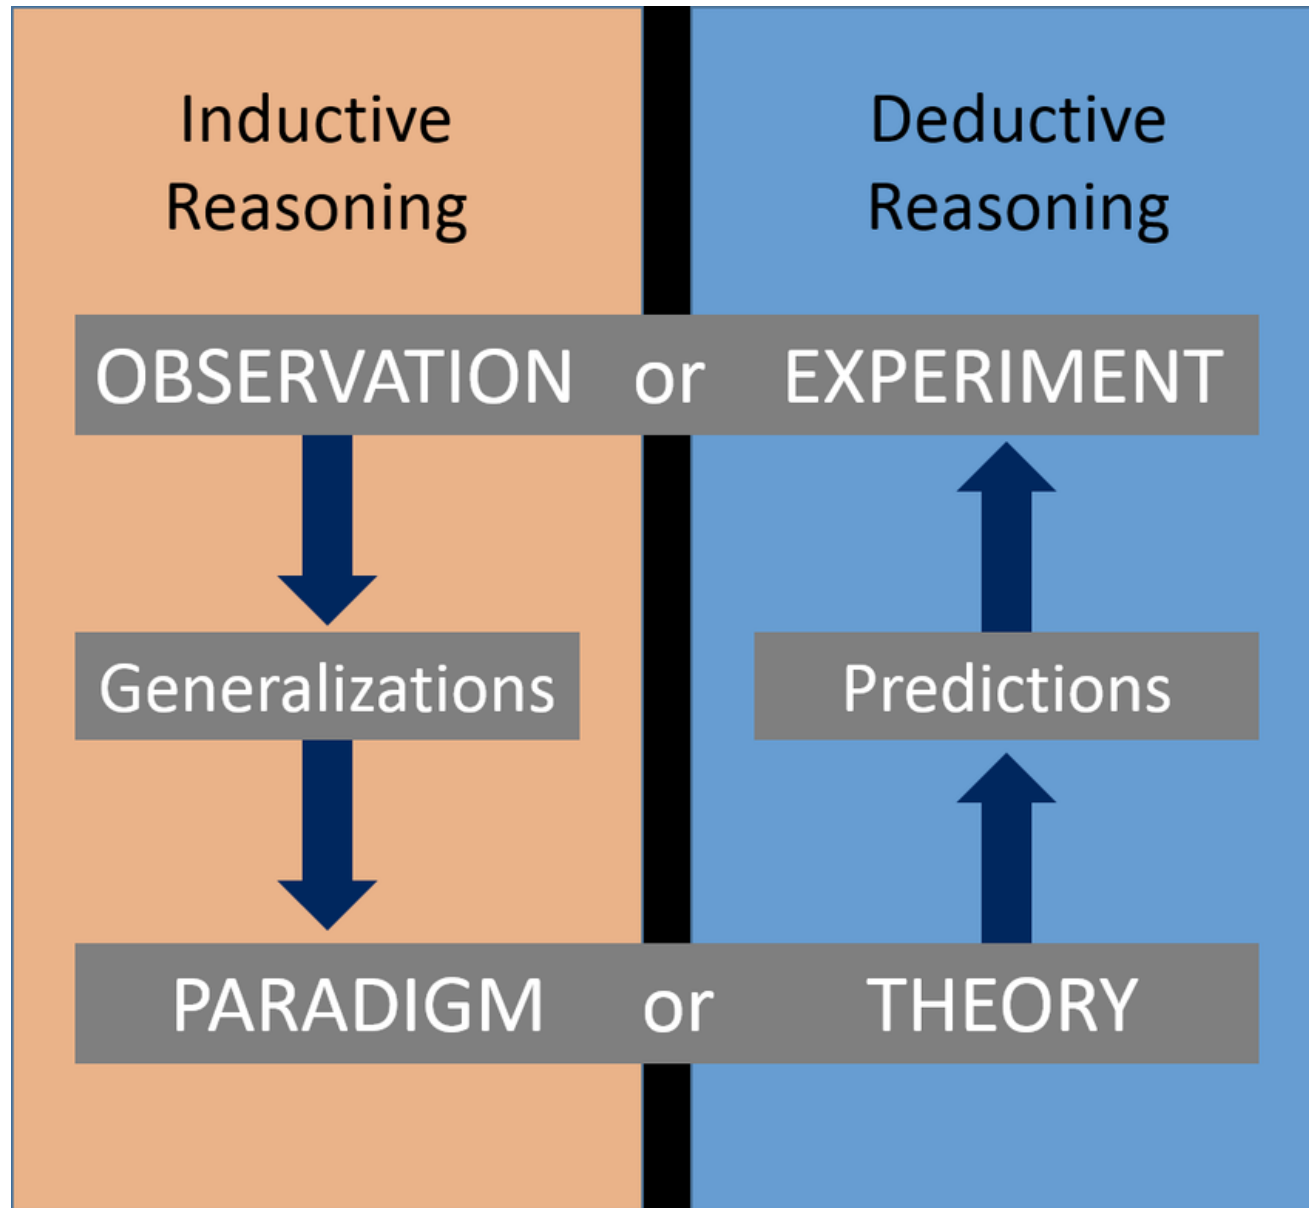 Inductive
Reasoning
Deductive
Reasoning
OBSERVATION or EXPERIMENT
Generalizations
Predictions
PARADIGM or THEORY